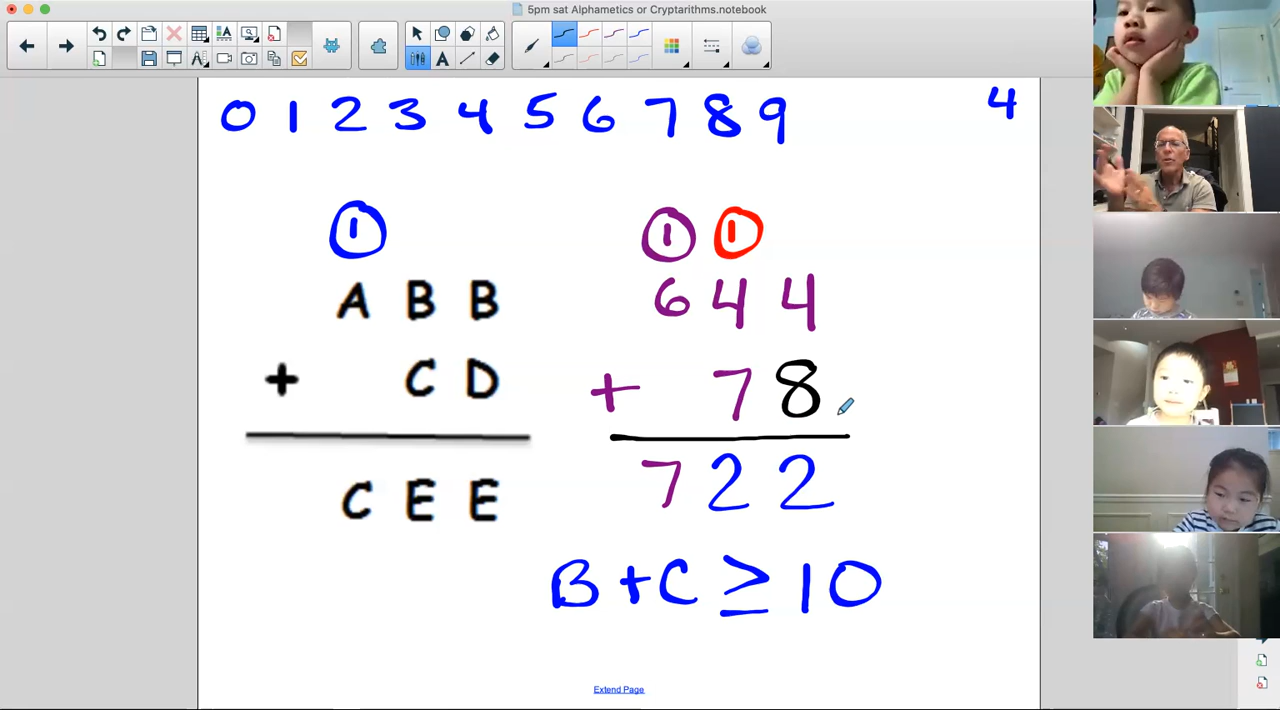 5pm sat Alphametics or Cryptarithms.notebook
0 1 2 3 4 5 6 7 8 9
4
1
A B B
+ C D
C E E
1 1
6 4 4
+ 7 8
7 2 2
B + C ≥ 10
Extend Page